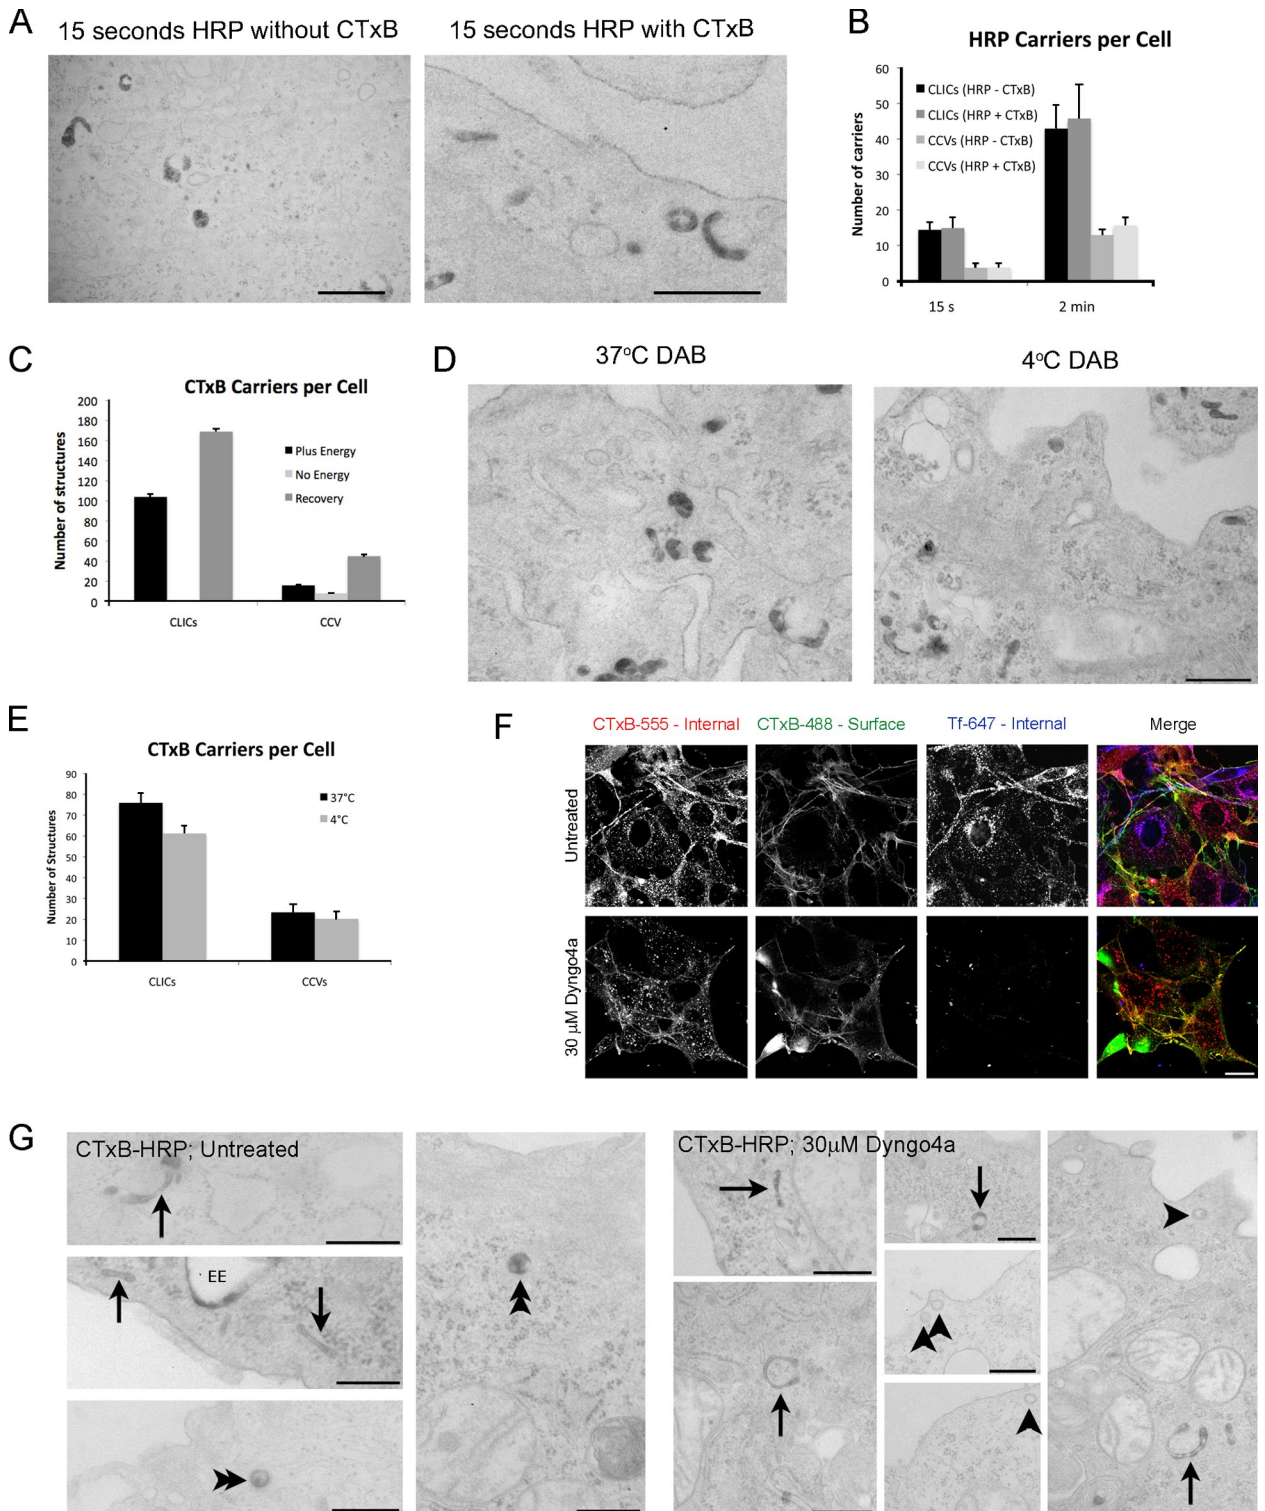 A
15 seconds HRP without CTxB
15 seconds HRP with CTxB
B
HRP Carriers per Cell
Number of carriers
60
50
40
30
20
10
0
CLICs (HRP - CTxB)
CLICs (HRP + CTxB)
CCVs (HRP - CTxB)
CCVs (HRP + CTxB)
15 s
2 min
C
CTxB Carriers per Cell
Number of structures
200
180
160
140
120
100
80
60
40
20
0
Plus Energy
No Energy
Recovery
CLICs
CCV
D
37°C DAB
4°C DAB
E
CTxB Carriers per Cell
Number of Structures
90
80
70
60
50
40
30
20
10
0
37°C
4°C
CLICs
CCVs
F
CTxB-555 - Internal
CTxB-488 - Surface
Tf-647 - Internal
Merge
Untreated
30 µM Dyngo4a
G
CTxB-HRP; Untreated
EE
CTxB-HRP; 30µM Dyngo4a